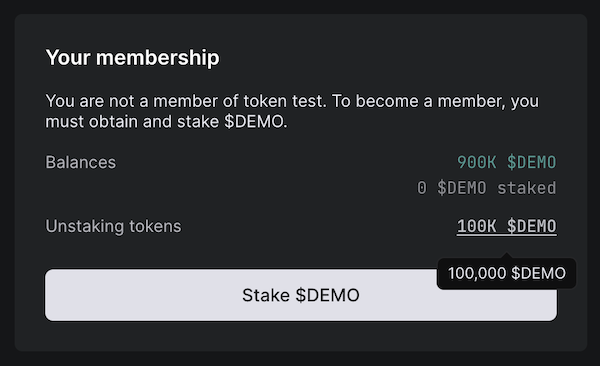 Your membership
You are not a member of token test. To become a member, you
must obtain and stake $DEMO.
Balances 900K $DEMO
0 $DEMO staked
Unstaking tokens 100K $DEMO
100,000 $DEMO
Stake $DEMO